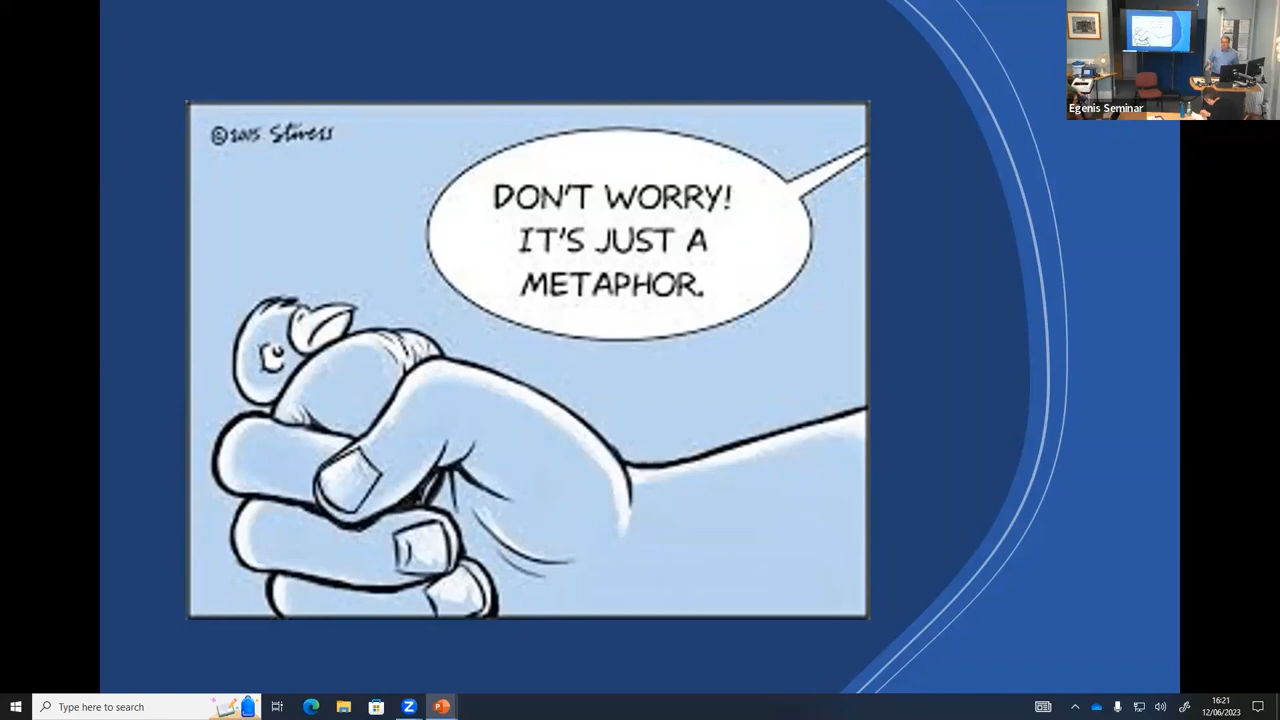 ©2015 Stivers
DON'T WORRY!
IT'S JUST A
METAPHOR.
Egenis Seminar
Type here to search
16:21
12/06/2023